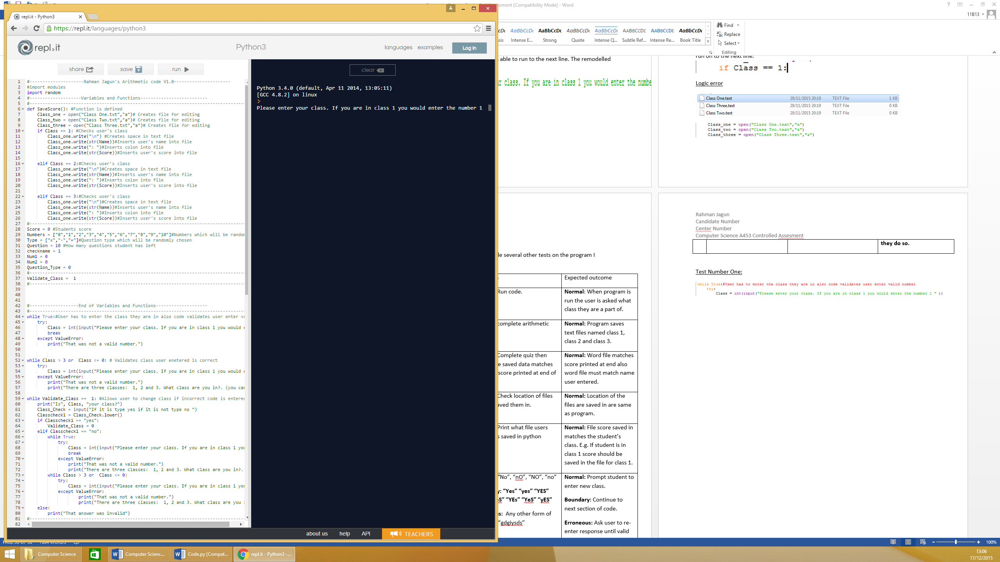 Computer Science Controlled Assessment [Compatibility Mode] - Word
11B13
repl.it - Python3
https://repl.it/languages/python3
repl.it
Python3
languages examples Log In
share save run
1 #---------------------Rahman Jagun's Arithmetic code V1.0----------------------
2 #import modules
3 import random
4 #--------------------Variables and Functions--------------------------
5 #------------------------------------------------------------------------------------
6 def SaveScore(): #Function is defined
7 Class_one = open("Class One.txt","a")# Creates file for editing
8 Class_two = open("Class Two.txt","a")# Creates file for editing
9 Class_three = open("Class Three.txt","a")# Creates file for editing
10 if Class == 1: #Checks user's class
11 Class_one.write("\n") #Creates space in text file
12 Class_one.write(str(Name))#Inserts user's name into file
13 Class_one.write(": ")#Inserts colon into file
14 Class_one.write(str(Score))#Inserts user's score into file
15
16 elif Class == 2:#Checks user's class
17 Class_one.write("\n")#Creates space in text file
18 Class_one.write(str(Name))#Inserts user's name into file
19 Class_one.write(": ")#Inserts colon into file
20 Class_one.write(str(Score))#Inserts user's score into file
21
22 elif Class == 3:#Checks user's class
23 Class_one.write("\n")#Creates space in text file
24 Class_one.write(str(Name))#Inserts user's name into file
25 Class_one.write(": ")#Inserts colon into file
26 Class_one.write(str(Score))#Inserts user's score into file
27 #------------------------------------------------------------------------------------
28 Score = 0 #Students score
29 Numbers = ["0","1","2","3","4","5","6","7","8","9","10"]#Numbers which will be
30 Type = ["x","-","+"]#Question type which will be randomly chosen
31 Question = 10 #How many questions student has left
32 checkname = 1
33 Num1 = 0
34 Num2 = 0
35 Question_Type = 0
36 #------------------------------------------------------------------------------------
37 Validate_Class =  1
38 #------------------------------------------------------------------------------------
39
40
41
42 #-------------------End of Variables and Functions--------------------
43 #------------------------------------------------------------------------------------
44 while True:#User has to enter the class they are in also code validates user enter
45 try:
46 Class = int(input("Please enter your class. If you are in class 1 you would
47 break
48 except ValueError:
49 print("That was not a valid number.")
50
51
52 while Class > 3 or  Class <= 0: # Validates class user enetered is correct
53 try:
54 Class = int(input("Please enter your class. If you are in class 1 you would
55 except ValueError:
56 print("That was not a valid number.")
57 print("There are three classes:  1, 2 and 3. What class are you in?. (you
58
59 while Validate_Class ==  1: #Allows user to change class if incorrect code is entered
60 print("Is", Class, "your class?")
61 Class_Check = input("If it is type yes if it is not type no ")
62 Classcheck1 = Class_Check.lower()
63 if Classcheck1 == "yes":
64 Validate_Class = 0
65 elif Classcheck1 == "no":
66 while True:
67 try:
68 Class = int(input("Please enter your class. If you are in class 1
69 break
70 except ValueError:
71 print("That was not a valid number.")
72 print("There are three classes:  1, 2 and 3. What class are you in?.
73 while Class > 3 or  Class <= 0:
74 try:
75 Class = int(input("Please enter your class. If you are in class 1
76 except ValueError:
77 print("That was not a valid number.")
78 print("There are three classes:  1, 2 and 3. What class are you
79 else:
80 print("That answer was invalid")
81 #------------------------------------------------------------------------------------
82
clear
Python 3.4.0 (default, Apr 11 2014, 13:05:11)
[GCC 4.8.2] on linux
Please enter your class. If you are in class 1 you would enter the number 1
about us help API TEACHERS
AaBbCcDc AaBbCcDc AaBbCcDc AaBbCcDc AaBbCcDc AaBbCcDc AaBbCcDc
Intense E... Strong Quote Intense Q... Subtle Ref... Intense Re... Book Title
Find
Replace
Select
Editing
able to run to the next line. The remodelled
class. If you are in class 1 you would enter the numbe
run on to the next line.
if Class == 1:
Logic error
Class One.text 29/11/2015 20:19 TEXT File 1 KB
Class Three.text 29/11/2015 20:19 TEXT File 0 KB
Class Two.text 29/11/2015 20:19 TEXT File 0 KB
Class_one = open("Class One.text","a")
Class_two = open("Class Two.text","a")
Class_three = open("Class Three.text","a")
several other tests on the program I
Expected outcome
Run code.
Normal: When program is
run the user is asked what
class they are a part of.
complete arithmetic
Normal: Program saves
text files named class 1,
class 2 and class 3.
Complete quiz then
saved data matches
score printed at end of
Normal: Word file matches
score printed at end also
word file must match name
user entered.
Check location of files
them in.
Normal: Location of the
files are saved in are same
as program.
Print what file users
saved in python
Normal: File score saved in
matches the student’s
class. E.g. If student is in
class 1 score should be
saved in the file for class 1.
“No”, “nO”, “NO”, “no”
“Yes” “yes” “YES”
“YEs” “YeS” “yES”
Any other form of
“gdgiysds”
Normal: Prompt student to
enter new class.
Boundary: Continue to
next section of code.
Erroneous: Ask user to re-
enter response until valid
Rahman Jagun
Candidate Number
Center Number
Computer Science A453 Controlled Assesment
they do so.
Test Number One:
while True:#User has to enter the class they are in also code validates user enter valid number
try:
Class = int(input("Please enter your class. If you are in class 1 you would enter the number 1 " ))
100%
Computer Science
Computer Scienc...
Code.py [Compat...
repl.it - Python3 -...
13:06
17/12/2015